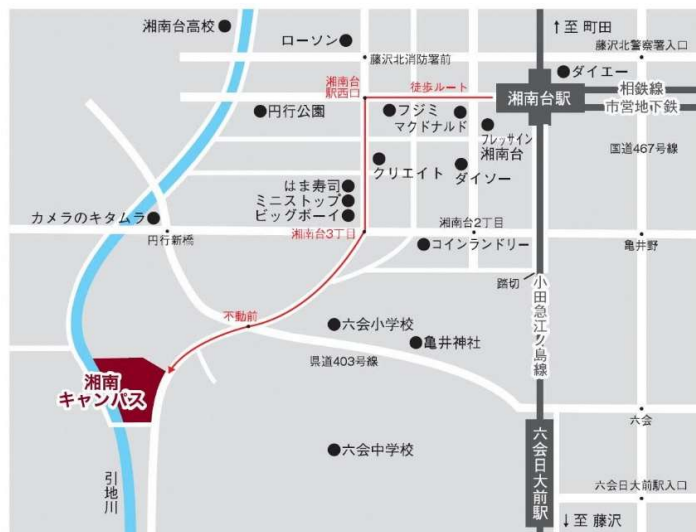 ↑至 町田
湘南台高校
ローソン
藤沢北警察署入口
藤沢北消防署前
ダイエー
湘南台
駅西口
徒歩ルート
湘南台駅
相鉄線
市営地下鉄
円行公園
フジミ
マクドナルド
フレッサイン
湘南台
国道467号線
クリエイト
ダイソー
はま寿司
ミニストップ
ビッグボーイ
カメラのキタムラ
円行新橋
湘南台3丁目
湘南台2丁目
亀井野
コインランドリー
踏切
小田急江ノ島線
不動前
六会小学校
亀井神社
県道403号線
湘南
キャンパス
六会
六会中学校
六会日大前駅
引地川
六会日大前駅入口
↓至 藤沢